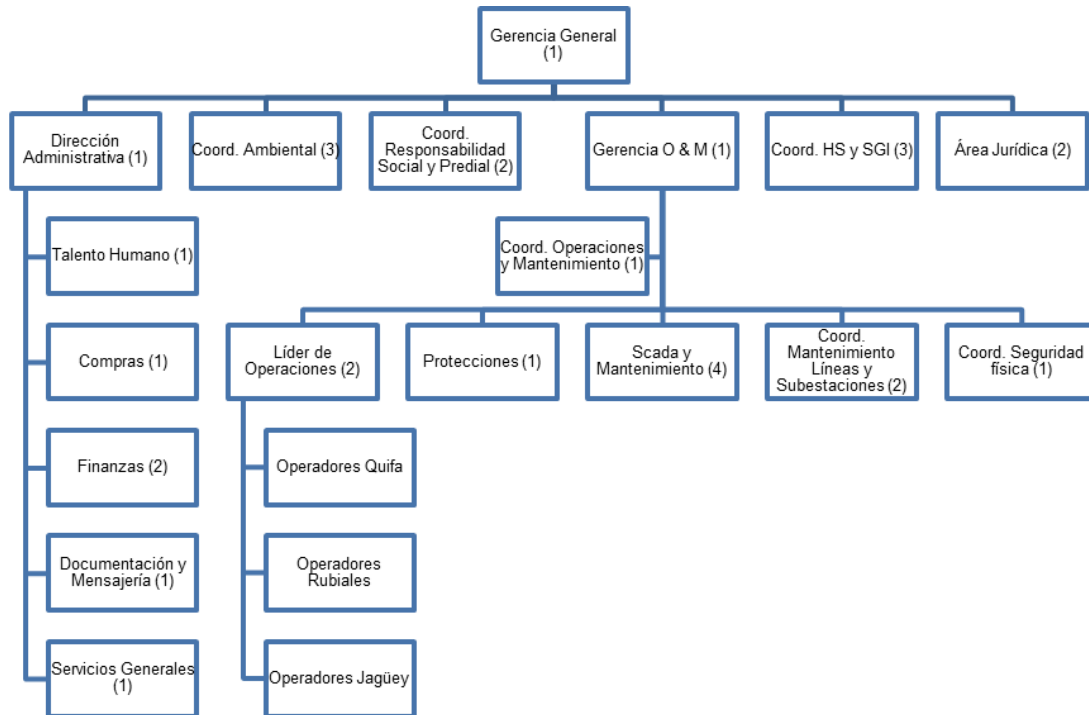 Gerencia General
(1)
Dirección
Administrativa (1)
Coord. Ambiental (3)
Coord.
Responsabilidad
Social y Predial (2)
Gerencia O & M (1)
Coord. HS y SGI (3)
Área Jurídica (2)
Talento Humano (1)
Coord. Operaciones
y Mantenimiento (1)
Compras (1)
Líder de
Operaciones (2)
Protecciones (1)
Scada y
Mantenimiento (4)
Coord.
Mantenimiento
Líneas y
Subestaciones (2)
Coord. Seguridad
física (1)
Finanzas (2)
Operadores Quifa
Documentación y
Mensajería (1)
Operadores
Rubiales
Servicios Generales
(1)
Operadores Jagüey